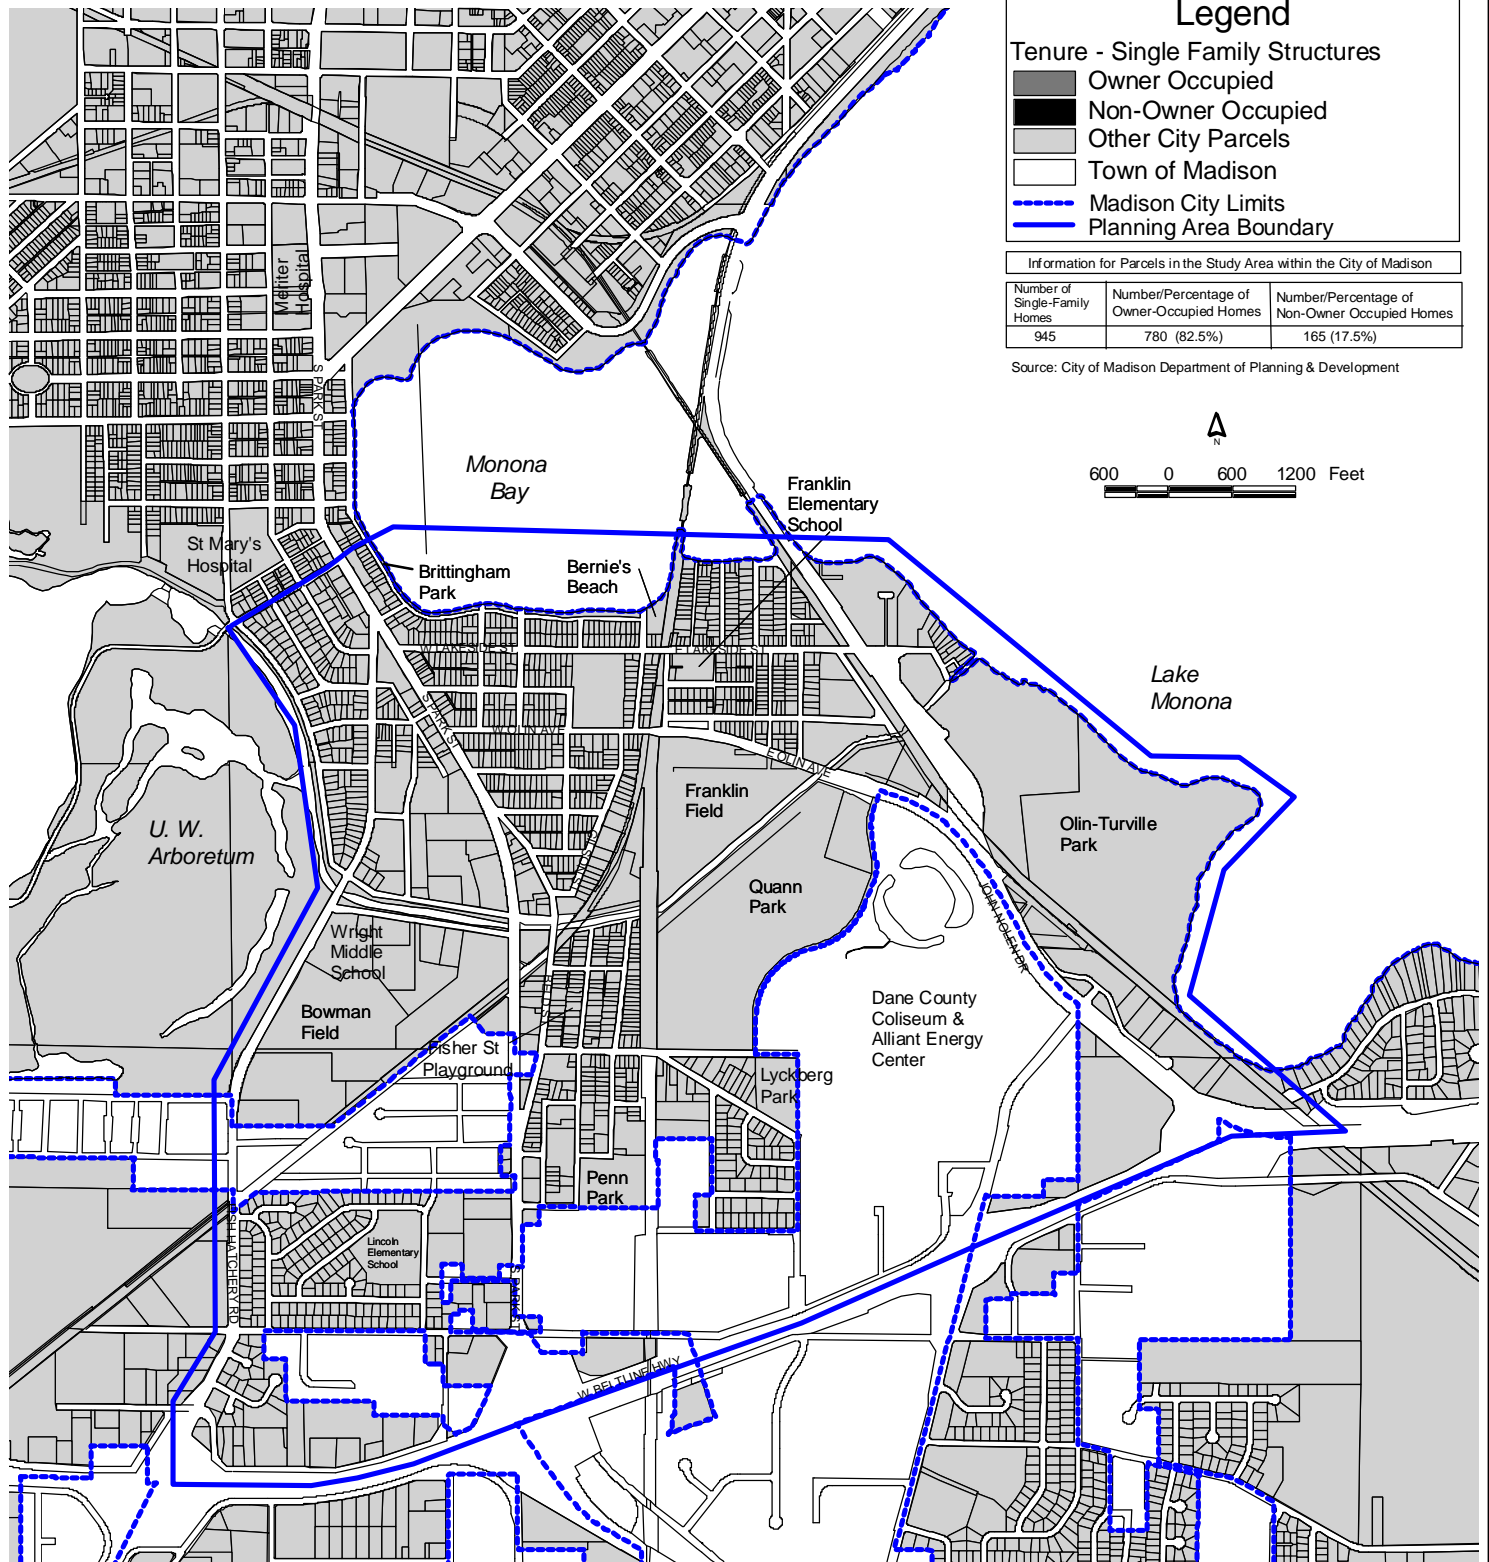 Legend
Tenure - Single Family Structures
Owner Occupied
Non-Owner Occupied
Other City Parcels
Town of Madison
Madison City Limits
Planning Area Boundary
Information for Parcels in the Study Area within the City of Madison
Number of
Single-Family
Homes
Number/Percentage of
Owner-Occupied Homes
Number/Percentage of
Non-Owner Occupied Homes
945
780 (82.5%)
165 (17.5%)
Source: City of Madison Department of Planning & Development
N
600 0 600 1200 Feet
Meriter
Hospital
S PARK ST
Monona
Bay
Franklin
Elementary
School
St Mary's
Hospital
Brittingham
Park
Bernie's
Beach
W LAKESIDE ST
E LAKESIDE ST
Lake
Monona
S PARK ST
W OLIN AVE
E OLIN AVE
Franklin
Field
U. W.
Arboretum
Olin-Turville
Park
GILSON ST
Quann
Park
JOHN NOLEN DR
Wright
Middle
School
Bowman
Field
Dane County
Coliseum &
Alliant Energy
Center
Fisher St
Playground
Lyckberg
Park
Penn
Park
FISH HATCHERY RD
Lincoln
Elementary
School
S PARK ST
W BELTLINE HWY